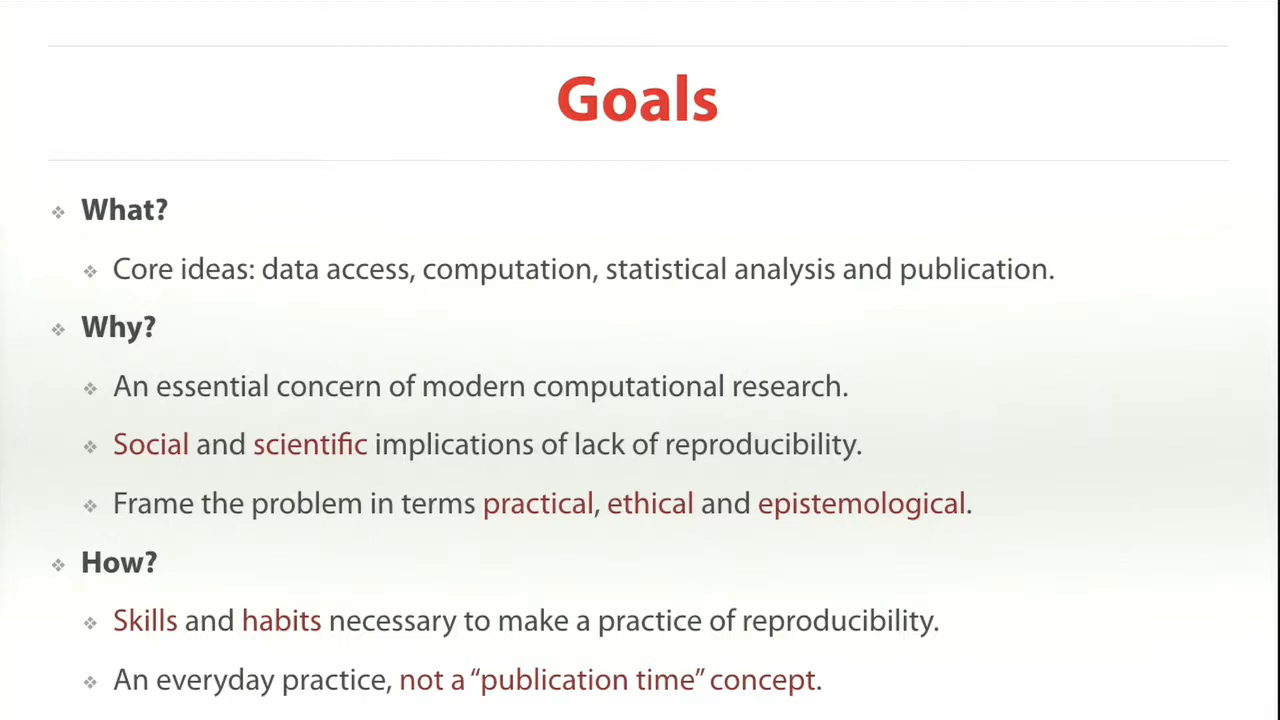 Goals
What?
Core ideas: data access, computation, statistical analysis and publication.
Why?
An essential concern of modern computational research.
Social and scientific implications of lack of reproducibility.
Frame the problem in terms practical, ethical and epistemological.
How?
Skills and habits necessary to make a practice of reproducibility.
An everyday practice, not a “publication time” concept.